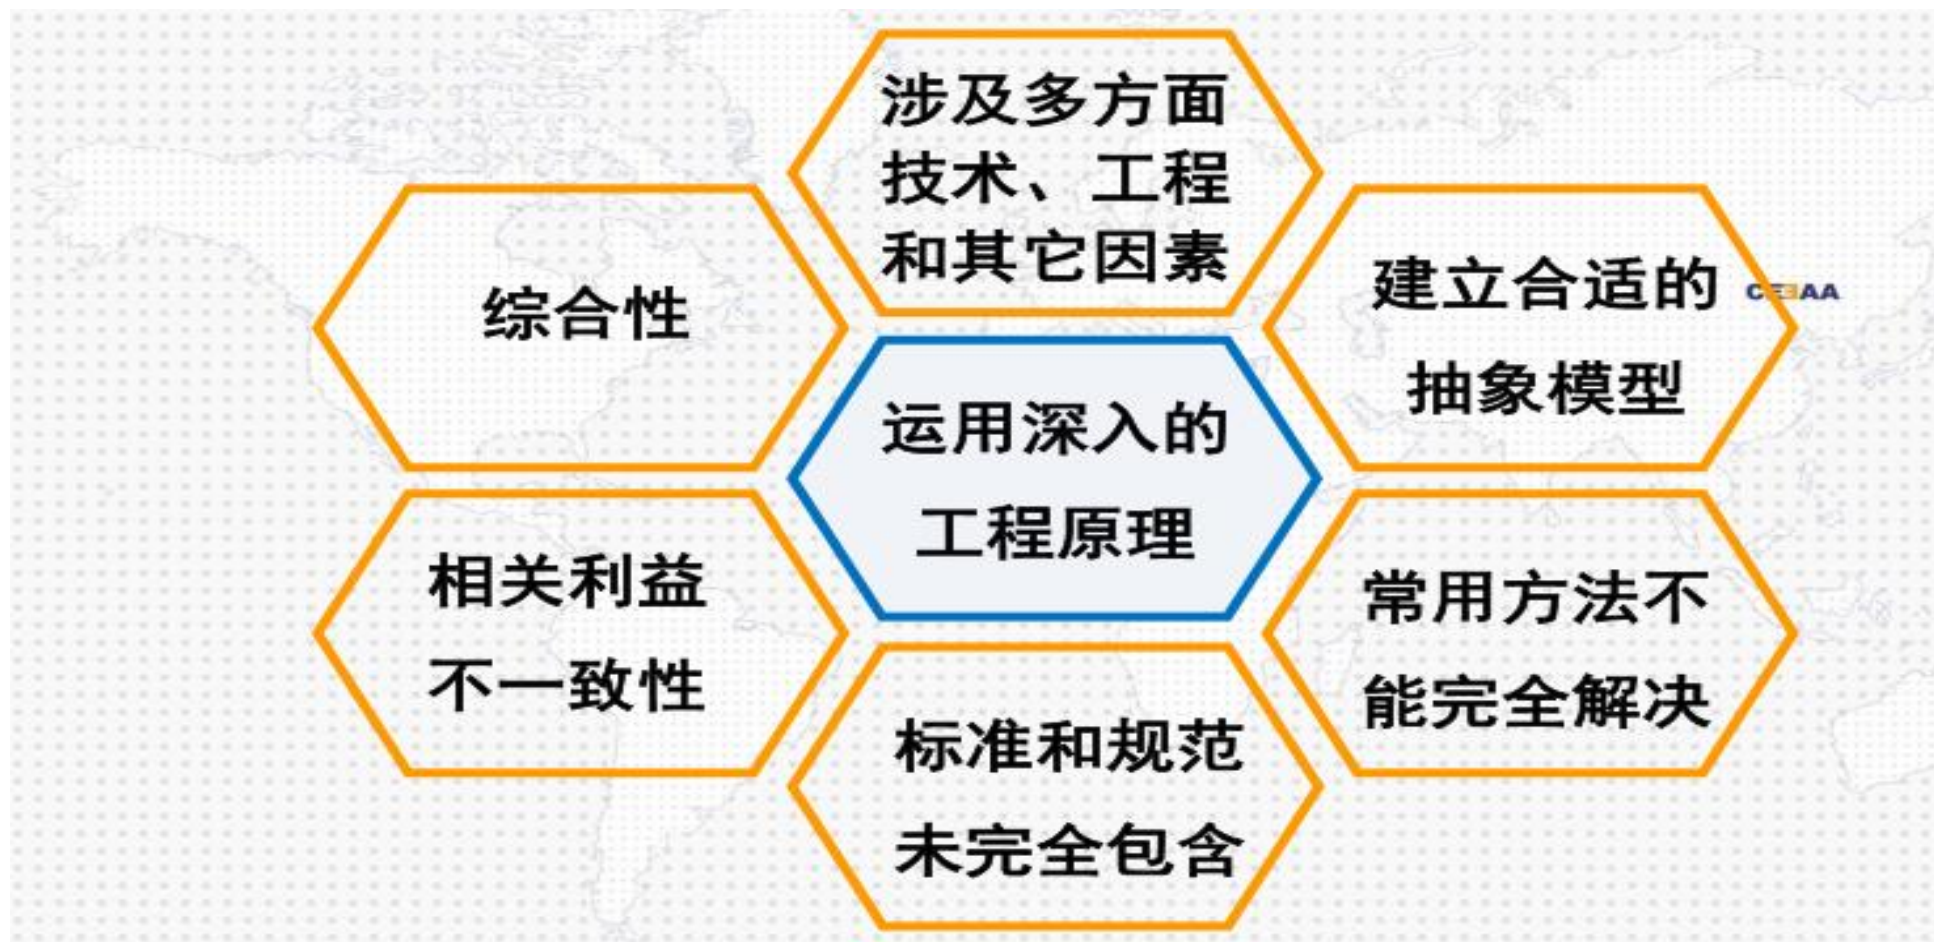 涉及多方面
技术、工程
和其它因素
综合性
建立合适的
抽象模型
CEEAA
运用深入的
工程原理
相关利益
不一致性
常用方法不
能完全解决
标准和规范
未完全包含